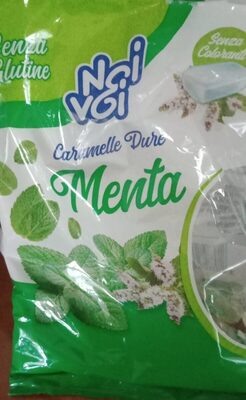 Senza
Glutine
Noi
Voi
Senza
Coloranti
Caramelle Dure
Menta